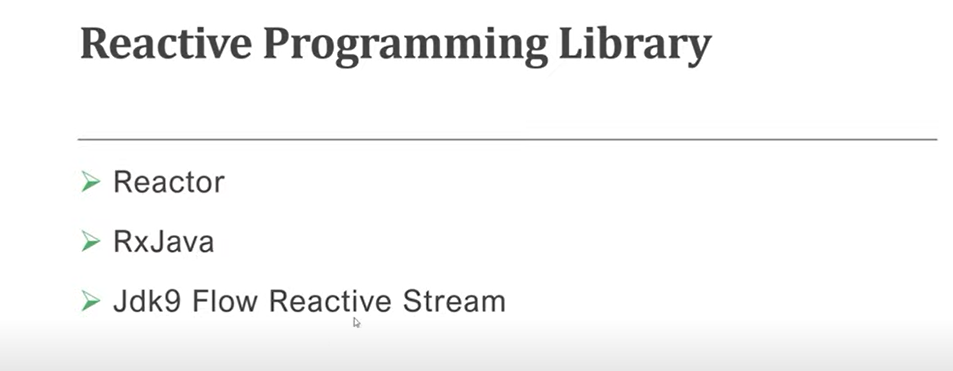 Reactive Programming Library
Reactor
RxJava
Jdk9 Flow Reactive Stream